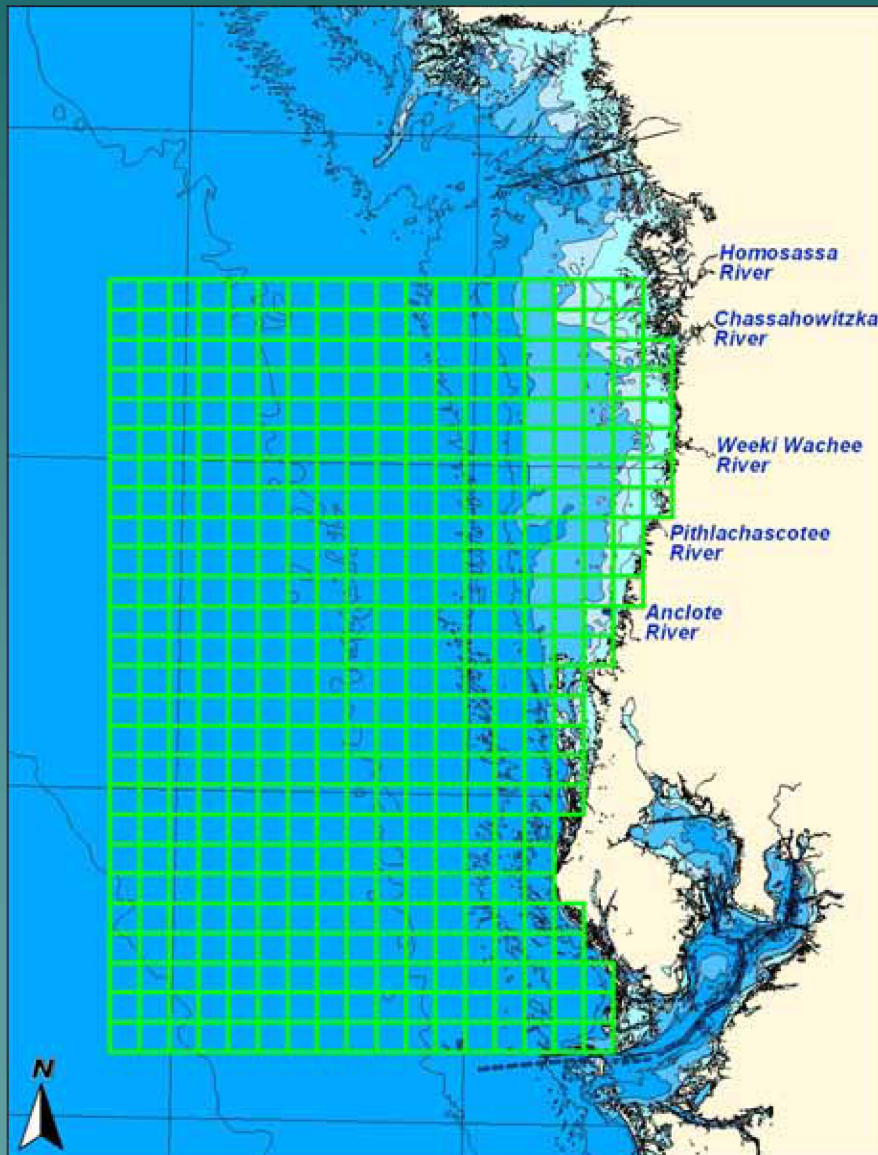 Homosassa
River
Chassahowitzka
River
Weeki Wachee
River
Pithlachascotee
River
Anclote
River
N